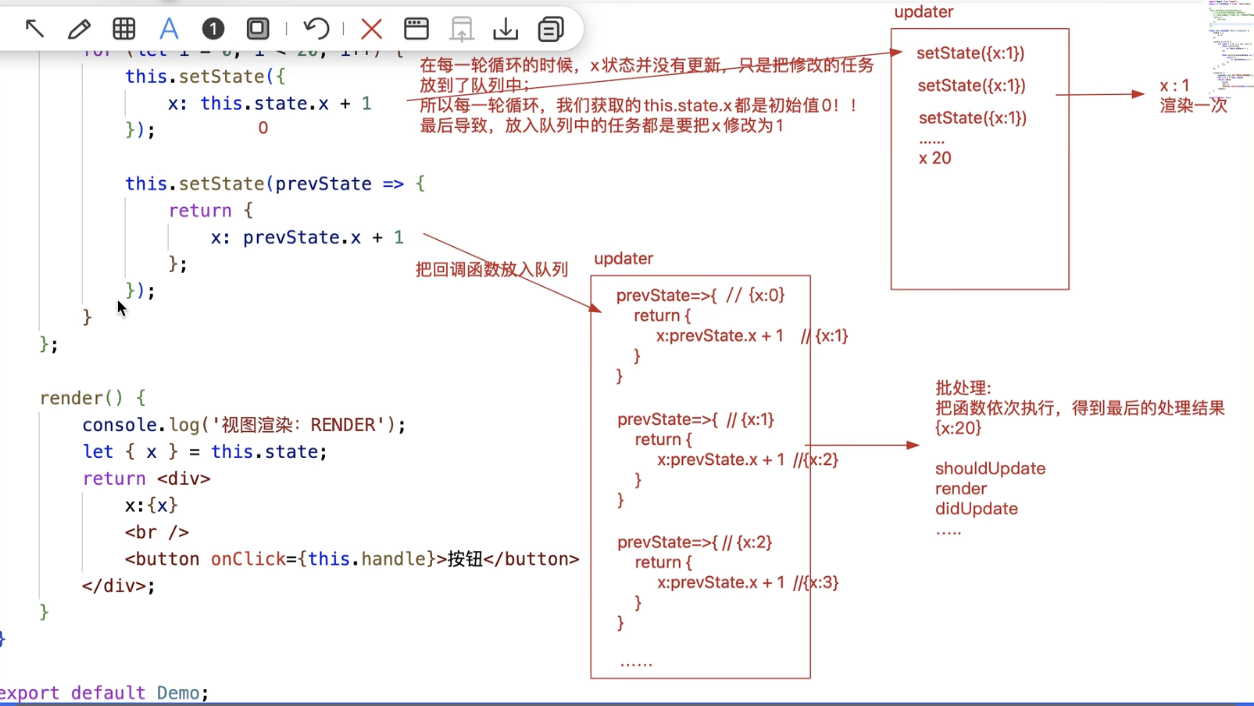 1
for (let i = 0; i < 20; i++) {
this.setState({
x: this.state.x + 1
});
0
this.setState(prevState => {
return {
x: prevState.x + 1
};
});
}
};
render() {
console.log('视图渲染：RENDER');
let { x } = this.state;
return <div>
x:{x}
<br />
<button onClick={this.handle}>按钮</button>
</div>;
}
}
export default Demo;
在每一轮循环的时候，x状态并没有更新，只是把修改的任务
放到了队列中；
所以每一轮循环，我们获取的this.state.x都是初始值0！！
最后导致，放入队列中的任务都是要把x修改为1
updater
setState({x:1})
setState({x:1})
setState({x:1})
......
x 20
x : 1
渲染一次
把回调函数放入队列
updater
prevState=>{ // {x:0}
return {
x:prevState.x + 1 // {x:1}
}
}
prevState=>{ // {x:1}
return {
x:prevState.x + 1 //{x:2}
}
}
prevState=>{ // {x:2}
return {
x:prevState.x + 1 //{x:3}
}
}
......
批处理:
把函数依次执行，得到最后的处理结果
{x:20}
shouldUpdate
render
didUpdate
.....